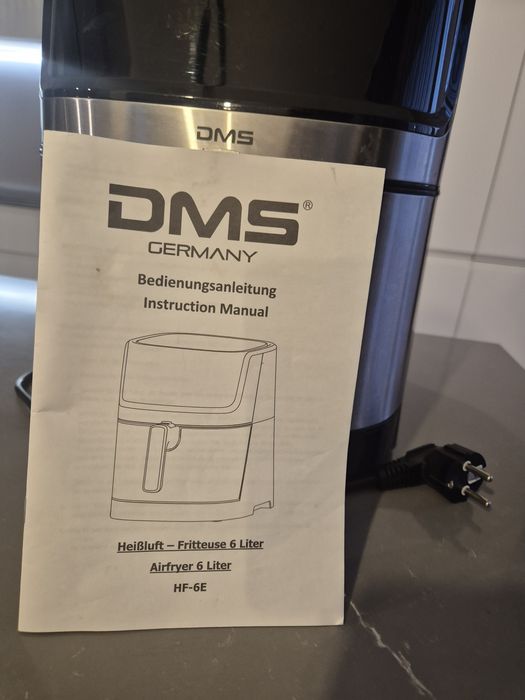 DMS
DMS®
GERMANY
Bedienungsanleitung
Instruction Manual
Heißluft – Fritteuse 6 Liter
Airfryer 6 Liter
HF-6E